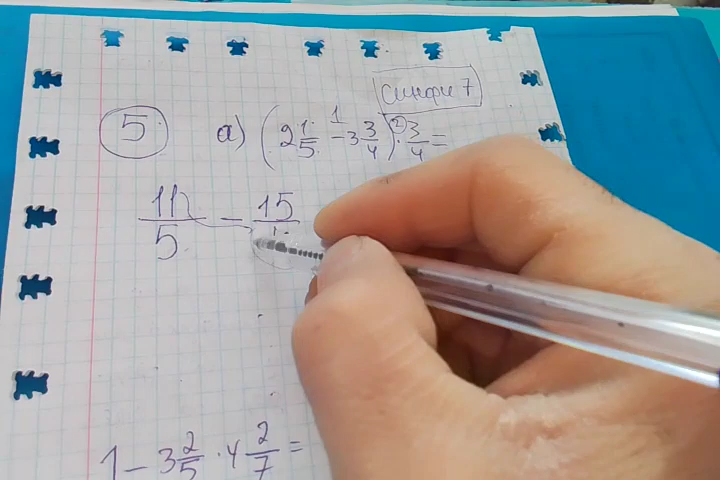 синфи 7
5 а) (2 1/5 - 3 3/4) · 3/4 =
1 2
11/5 - 15
1 - 3 2/5 · 4 2/7 =